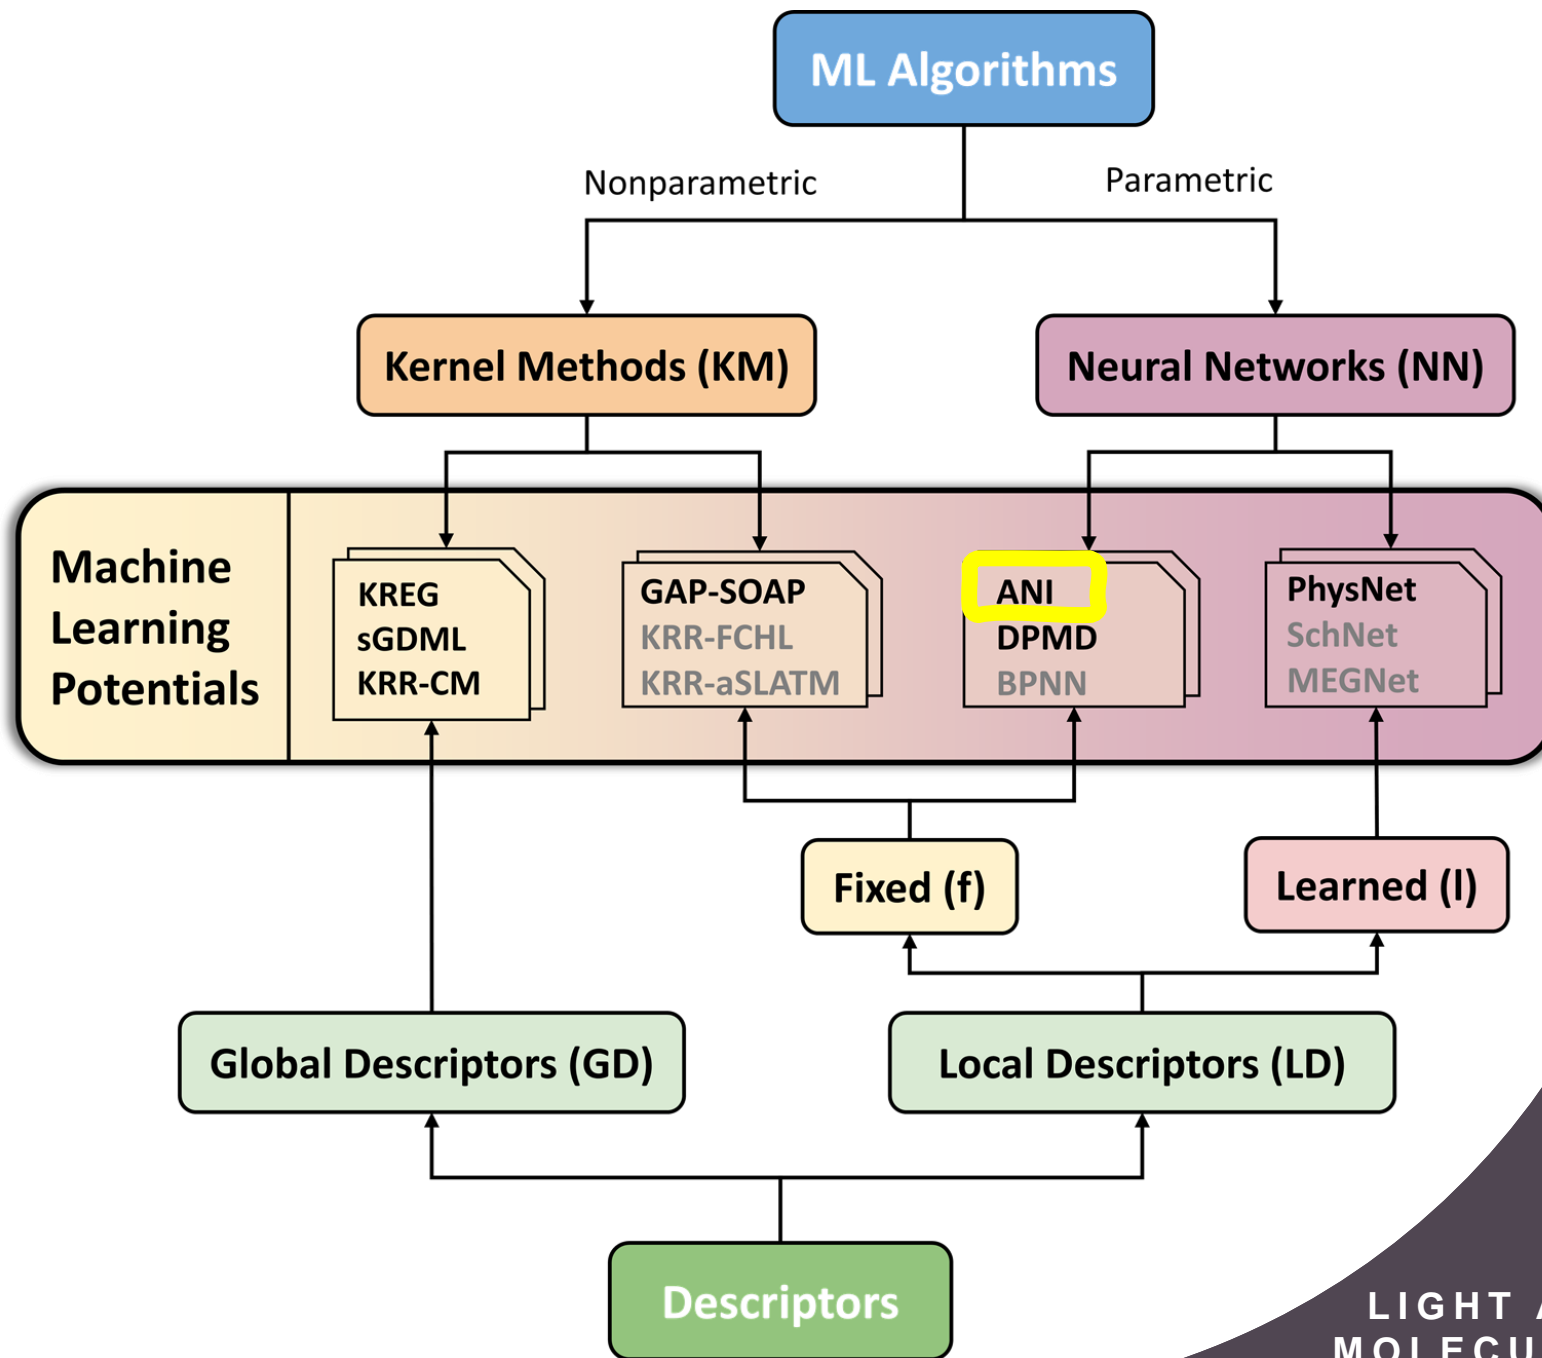 ML Algorithms
Nonparametric
Parametric
Kernel Methods (KM)
Neural Networks (NN)
Machine
Learning
Potentials
KREG
sGDML
KRR-CM
GAP-SOAP
KRR-FCHL
KRR-aSLATM
ANI
DPMD
BPNN
PhysNet
SchNet
MEGNet
Fixed (f)
Learned (l)
Global Descriptors (GD)
Local Descriptors (LD)
Descriptors
LIGHT